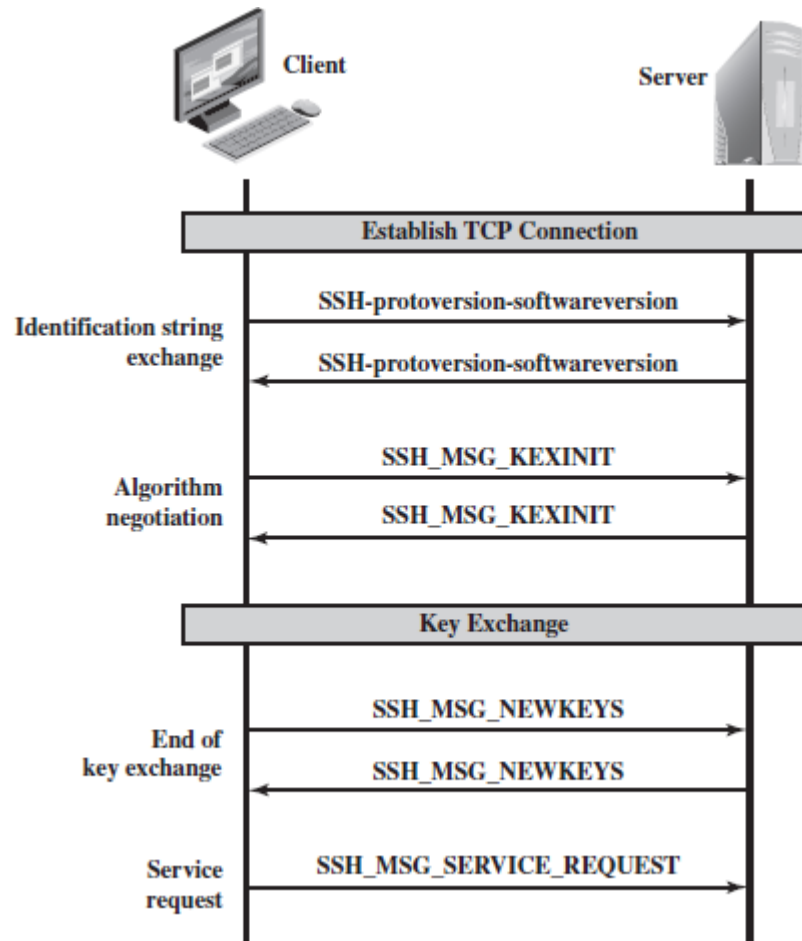 Client
Server
Establish TCP Connection
SSH-protoversion-softwareversion
Identification string
exchange
SSH-protoversion-softwareversion
SSH_MSG_KEXINIT
Algorithm
negotiation
SSH_MSG_KEXINIT
Key Exchange
SSH_MSG_NEWKEYS
End of
key exchange
SSH_MSG_NEWKEYS
SSH_MSG_SERVICE_REQUEST
Service
request